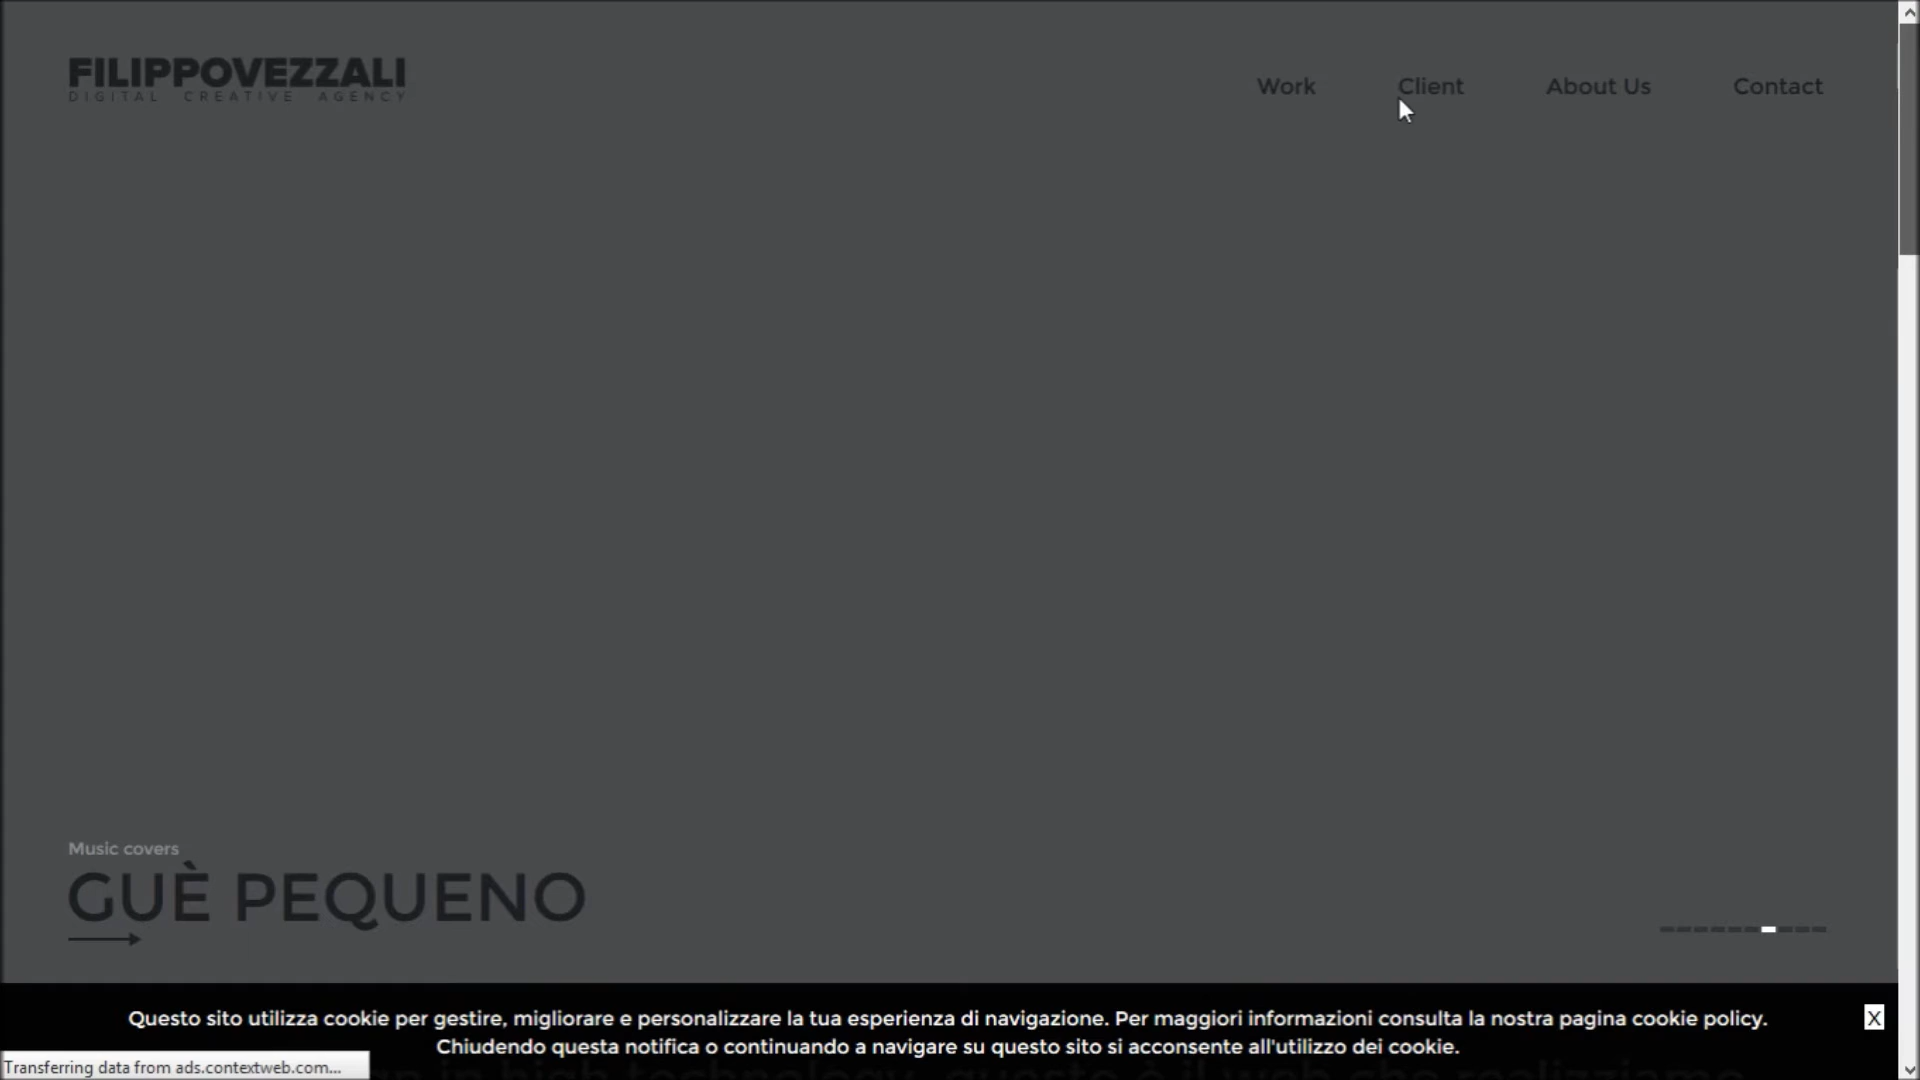 FILIPPOVEZZALI
DIGITAL CREATIVE AGENCY
Work
Client
About Us
Contact
Music covers
GUÈ PEQUENO
Questo sito utilizza cookie per gestire, migliorare e personalizzare la tua esperienza di navigazione. Per maggiori informazioni consulta la nostra pagina cookie policy.
X
Chiudendo questa notifica o continuando a navigare su questo sito si acconsente all'utilizzo dei cookie.
Transferring data from ads.contextweb.com...